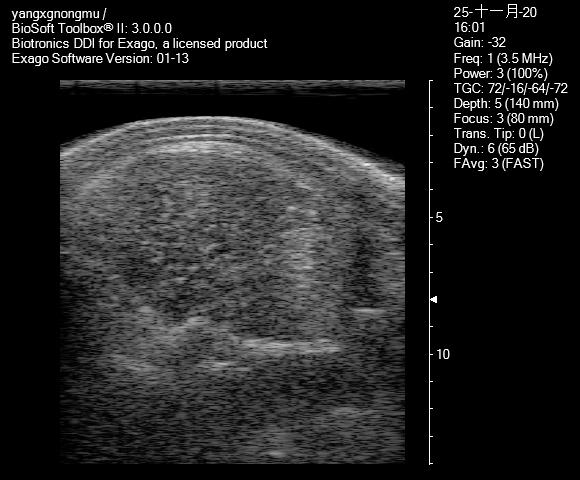 yangxgnongmu /
BioSoft Toolbox® II: 3.0.0.0
Biotronics DDI for Exago, a licensed product
Exago Software Version: 01-13
25-十一月-20
16:01
Gain: -32
Freq: 1 (3.5 MHz)
Power: 3 (100%)
TGC: 72/-16/-64/-72
Depth: 5 (140 mm)
Focus: 3 (80 mm)
Trans. Tip: 0 (L)
Dyn.: 6 (65 dB)
FAvg: 3 (FAST)
5
10